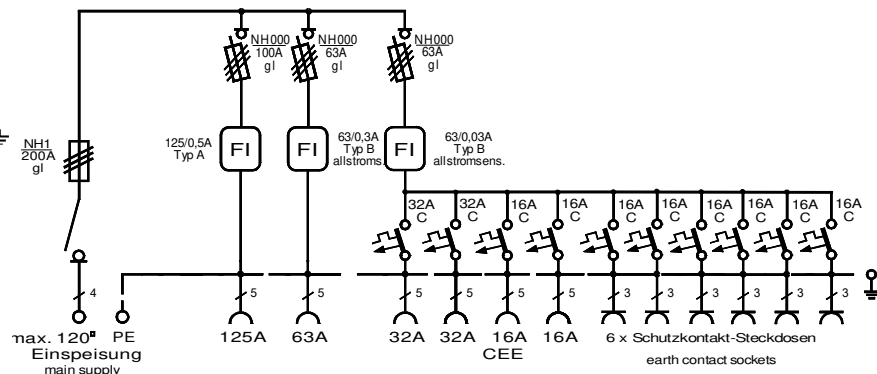 NH000
100A
gl
NH000
63A
gl
NH000
63A
gl
NH1
200A
gl
125/0,5A
Typ A
FI
63/0,3A
Typ B
allstroms.
FI
63/0,03A
Typ B
allstromsens.
FI
32A
C
32A
C
16A
C
16A
C
16A
C
16A
C
16A
C
16A
C
16A
C
16A
C
4
5
5
5
5
5
5
3
3
3
3
3
3
max. 120¤
PE
125A
63A
32A
32A
16A
16A
CEE
6 x Schutzkontakt-Steckdosen
earth contact sockets
Einspeisung
main supply